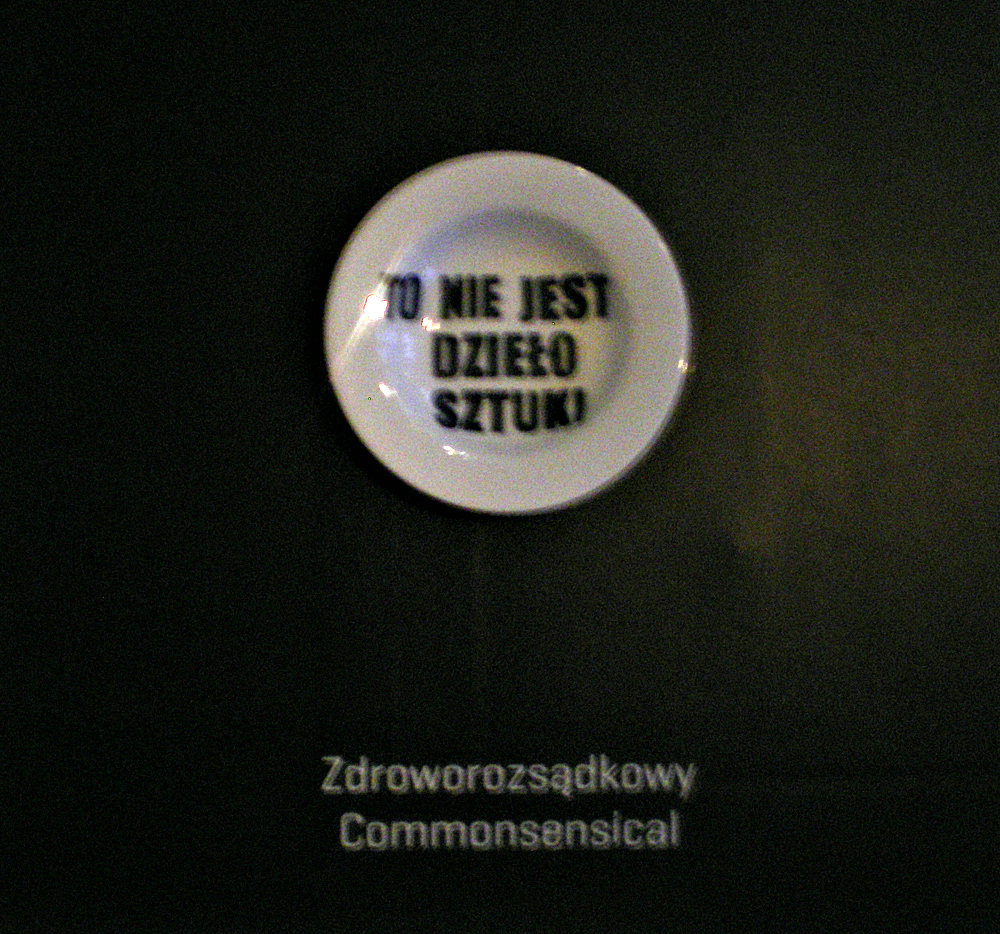 TO NIE JEST
DZIEŁO
SZTUKI
Zdroworozsądkowy
Commonsensical